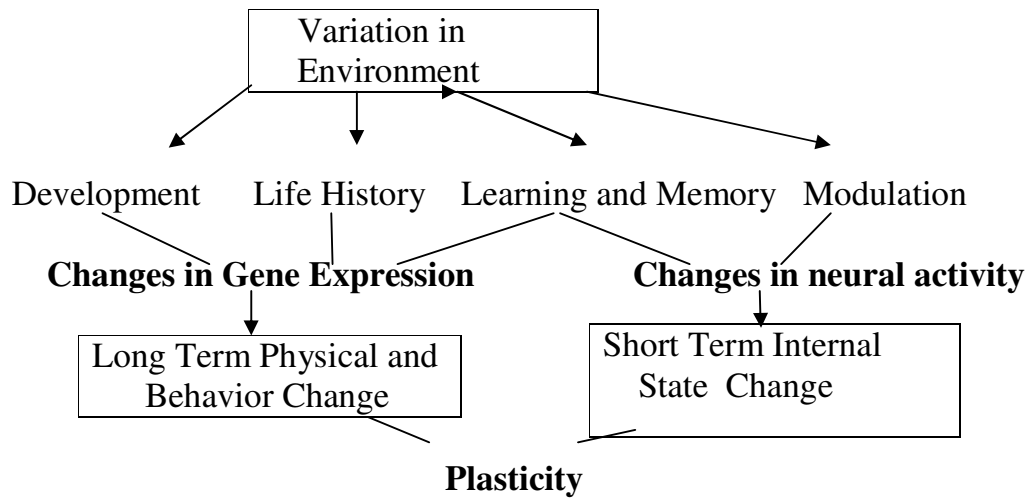 Variation in
Environment
Development Life History Learning and Memory Modulation
Changes in Gene Expression Changes in neural activity
Long Term Physical and
Behavior Change
Short Term Internal
State Change
Plasticity